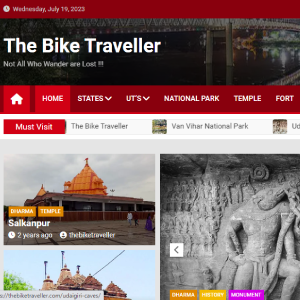 Wednesday, July 19, 2023
The Bike Traveller
Not All Who Wander are Lost !!!
HOME STATES UT'S NATIONAL PARK TEMPLE FORT
Must Visit The Bike Traveller Van Vihar National Park Ud
DHARMA TEMPLE
Salkanpur
2 years ago thebiketraveller
DHARMA HISTORY MONUMENT
s://thebiketraveller.com/udaigiri-caves/